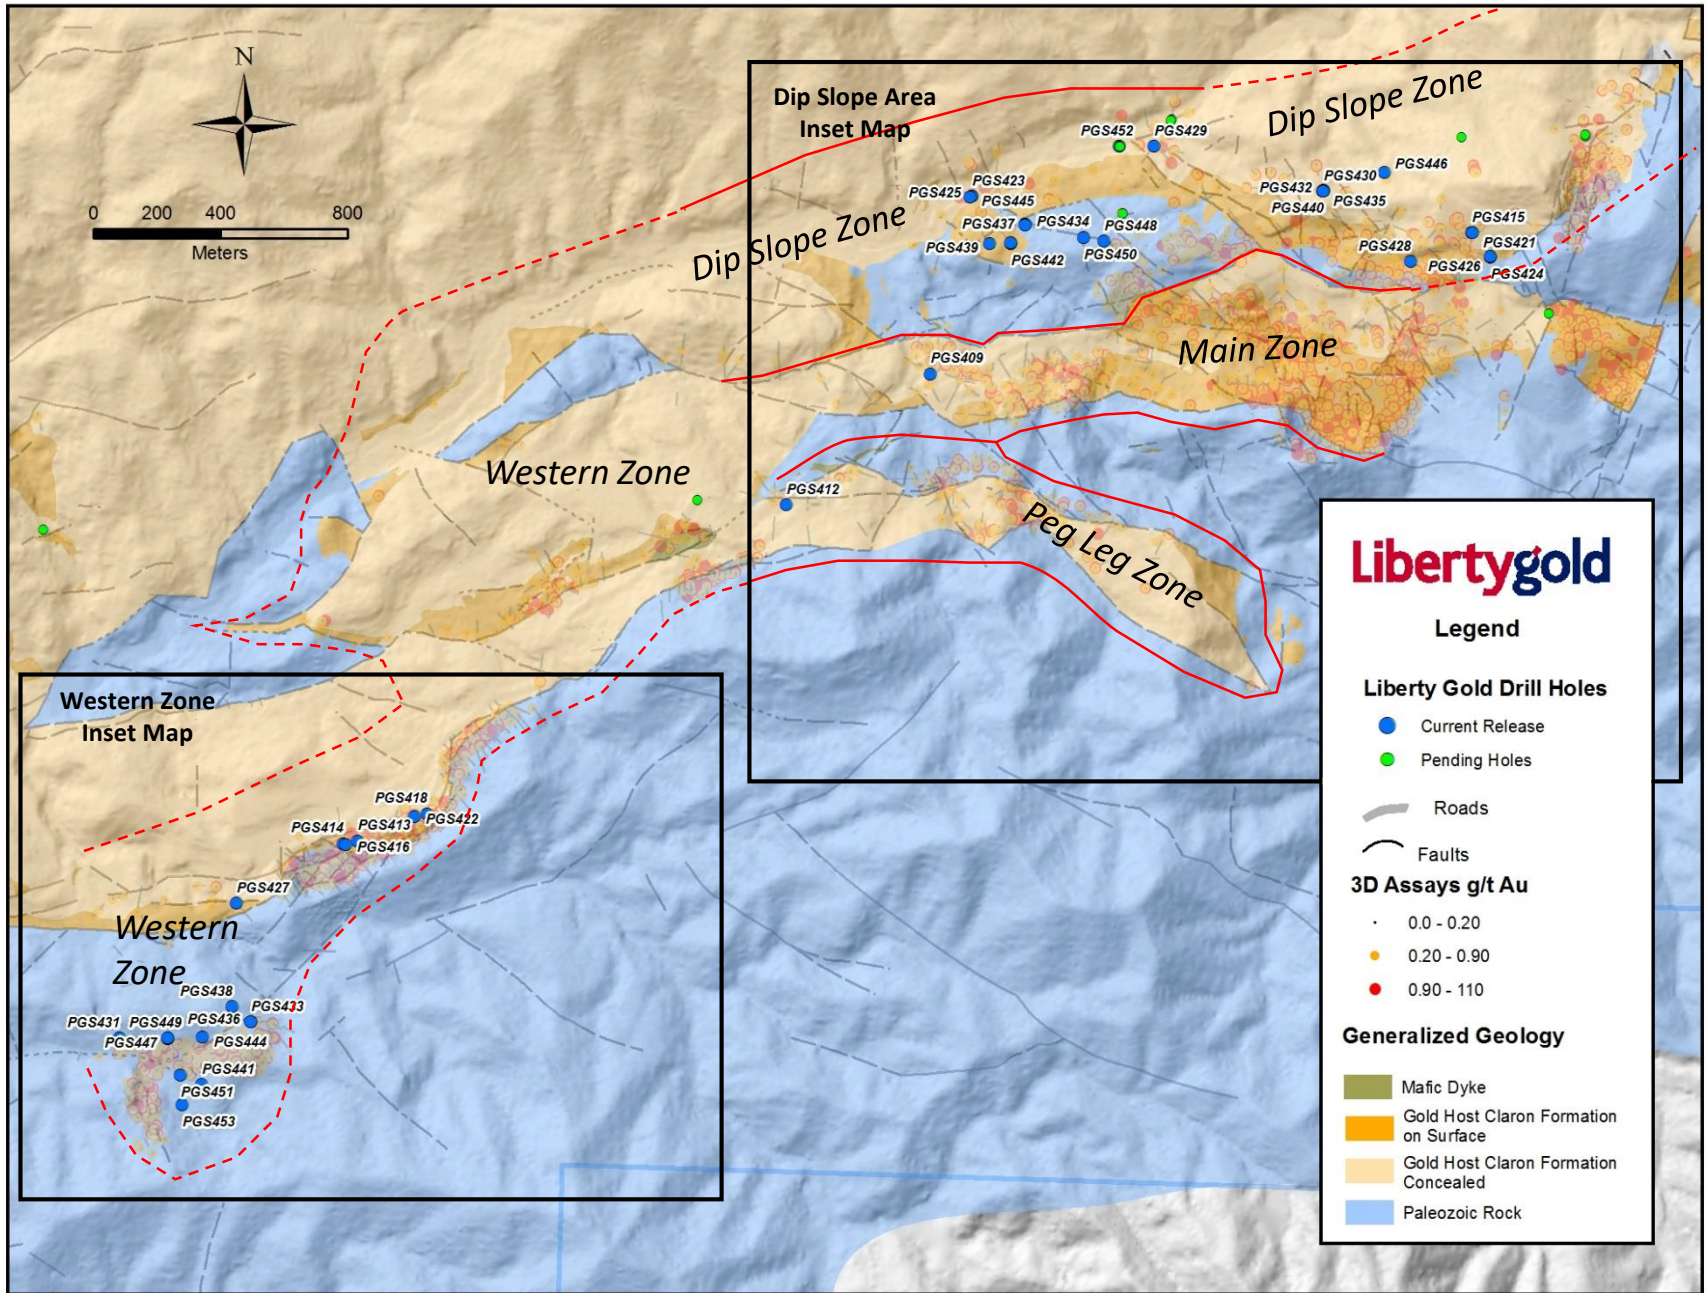 N
0 200 400 800
Meters
Dip Slope Area
Inset Map
Dip Slope Zone
PGS452
PGS429
PGS446
PGS430
PGS432
PGS435
PGS440
PGS423
PGS425
PGS445
PGS437
PGS434
PGS448
PGS439
PGS442
PGS450
PGS415
PGS428
PGS421
PGS426
PGS424
Dip Slope Zone
Main Zone
PGS409
Western Zone
PGS412
Peg Leg Zone
Western Zone
Inset Map
PGS418
PGS422
PGS414
PGS413
PGS416
PGS427
Western
Zone
PGS438
PGS433
PGS431
PGS449
PGS436
PGS447
PGS444
PGS441
PGS451
PGS453
Libertygold
Legend
Liberty Gold Drill Holes
Current Release
Pending Holes
Roads
Faults
3D Assays g/t Au
0.0 - 0.20
0.20 - 0.90
0.90 - 110
Generalized Geology
Mafic Dyke
Gold Host Claron Formation
on Surface
Gold Host Claron Formation
Concealed
Paleozoic Rock